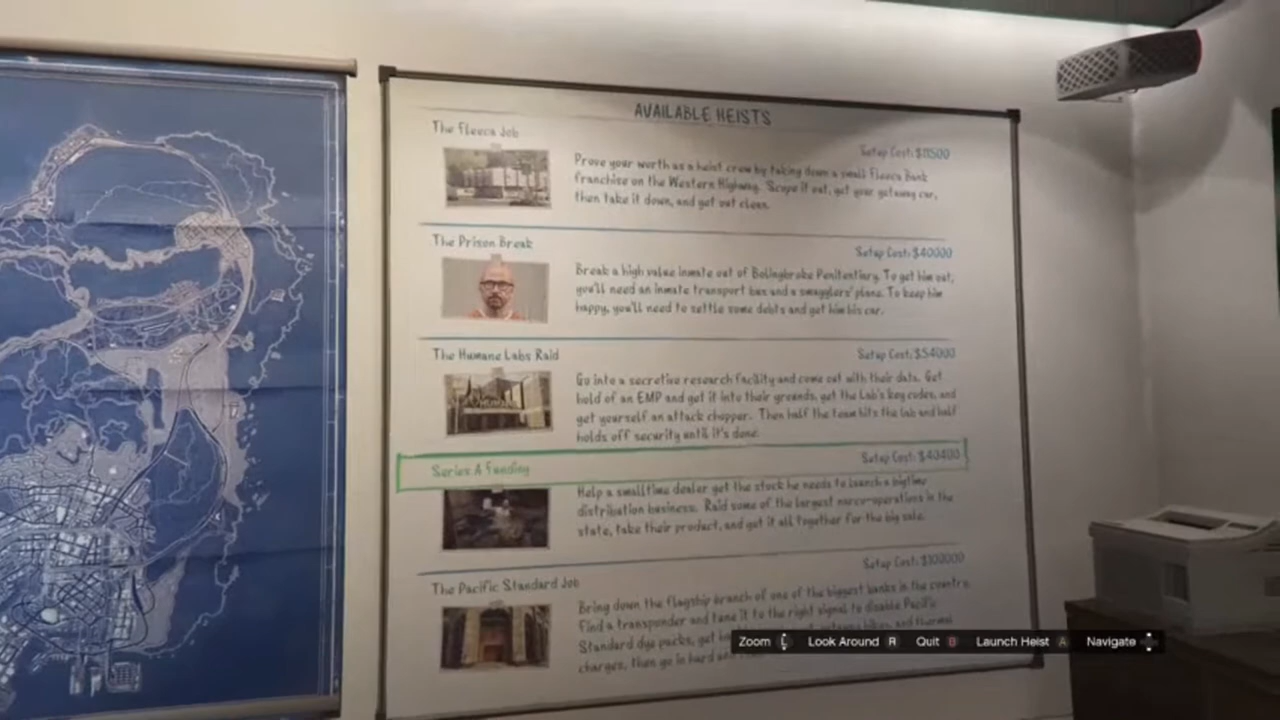 AVAILABLE HEISTS
The Fleeca Job
Setup Cost: $11500
Prove your worth as a heist crew by taking down a small Fleeca Bank
franchise on the Western Highway. Scope it out, get your getaway car,
then take it down, and get out clean.
The Prison Break
Setup Cost: $40000
Break a high value inmate out of Bolingbroke Penitentiary. To get him out,
you'll need an inmate transport bus and a smugglers' plane. To keep him
happy, you'll need to settle some debts and get him his car.
The Humane Labs Raid
Setup Cost: $54000
Go into a secretive research facility and come out with their data. Get
hold of an EMP and get it into their grounds, get the Lab's key codes, and
get yourself an attack chopper. Then half the team hits the lab and half
holds off security until it's done.
Series A Funding
Setup Cost: $40400
Help a smalltime dealer get the stock he needs to launch a bigtime
distribution business. Raid some of the largest narco-operations in the
state, take their product, and get it all together for the big sale.
The Pacific Standard Job
Setup Cost: $100000
Bring down the flagship branch of one of the biggest banks in the country.
Find a transponder and tune it to the right signal to disable Pacific
Standard dye packs, get
charges, then go in hard and
Zoom L Look Around R Quit B Launch Heist A Navigate